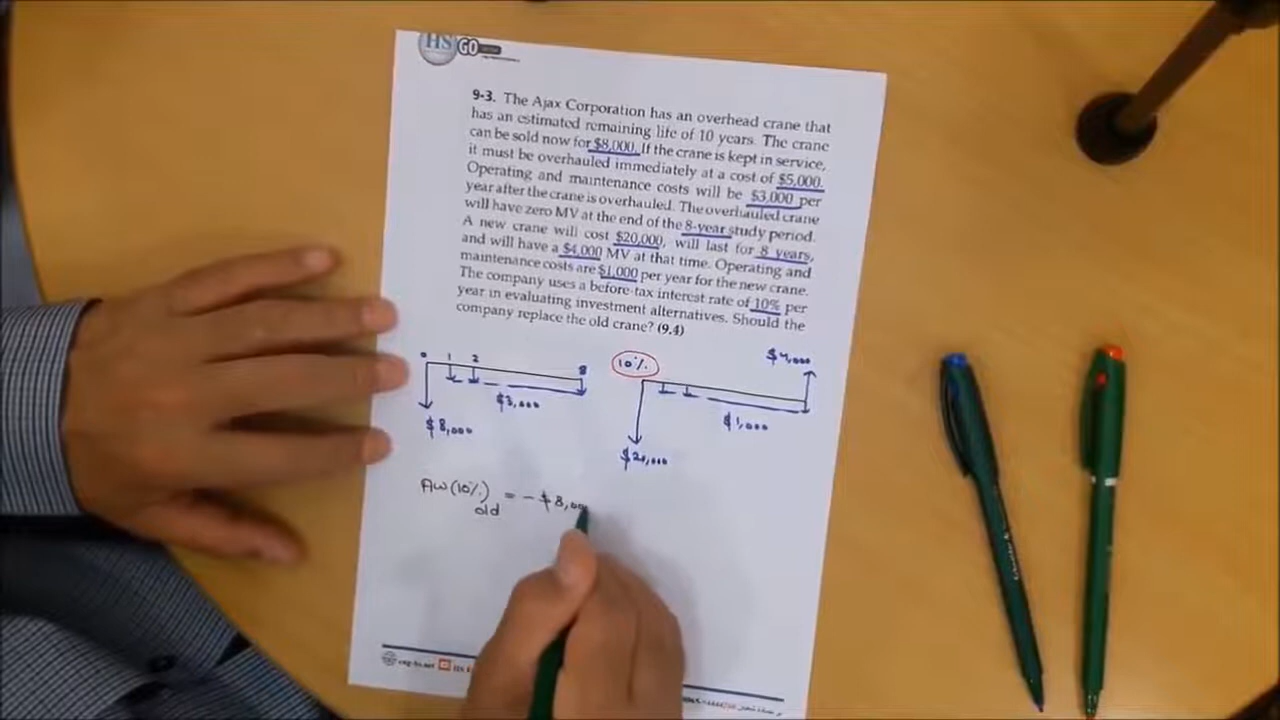 HS
GO
9-3. The Ajax Corporation has an overhead crane that
has an estimated remaining life of 10 years. The crane
can be sold now for $8,000. If the crane is kept in service,
it must be overhauled immediately at a cost of $5,000.
Operating and maintenance costs will be $3,000 per
year after the crane is overhauled. The overhauled crane
will have zero MV at the end of the 8-year study period.
A new crane will cost $20,000, will last for 8 years,
and will have a $4,000 MV at that time. Operating and
maintenance costs are $1,000 per year for the new crane.
The company uses a before-tax interest rate of 10% per
year in evaluating investment alternatives. Should the
company replace the old crane? (9.4)
0 1 2 8
$3,000
$8,000
10%
$4,000
$1,000
$20,000
AW(10%) = - $8,00
old